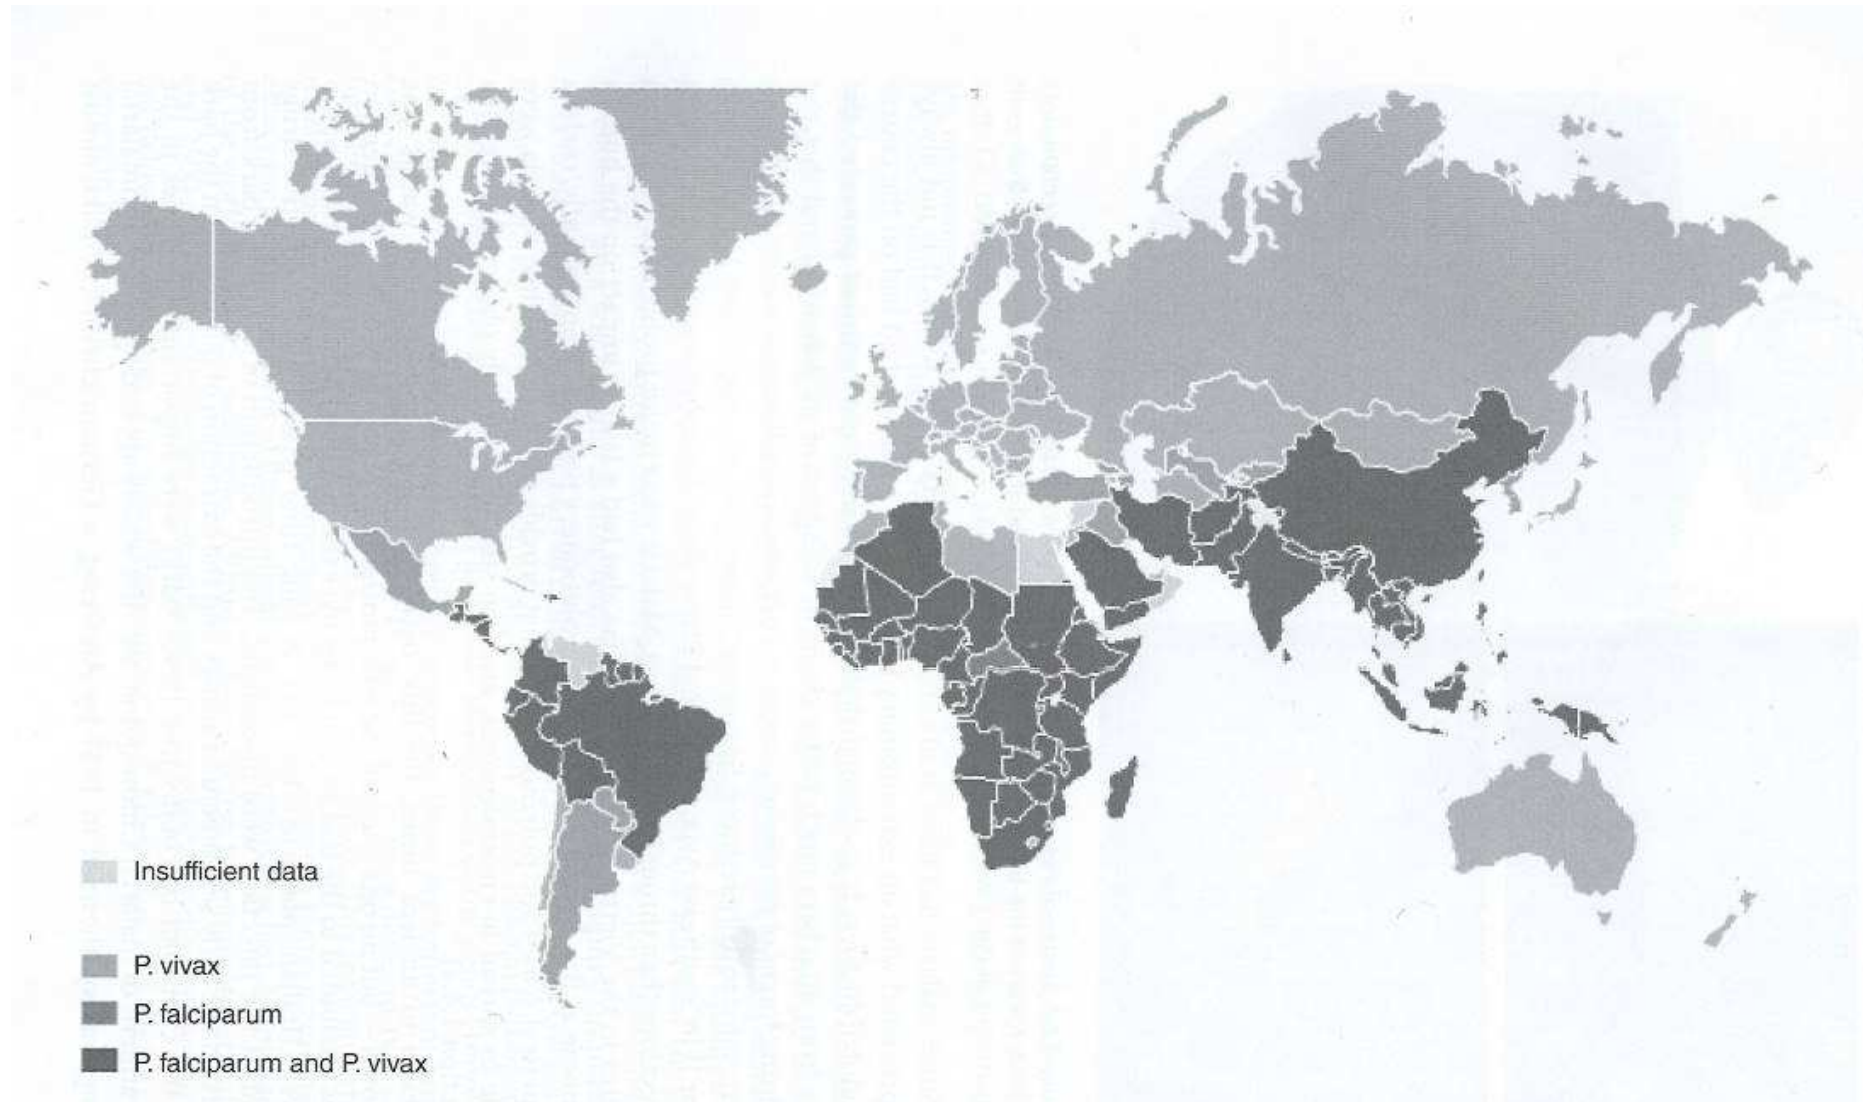 Insufficient data
P. vivax
P. falciparum
P. falciparum and P. vivax